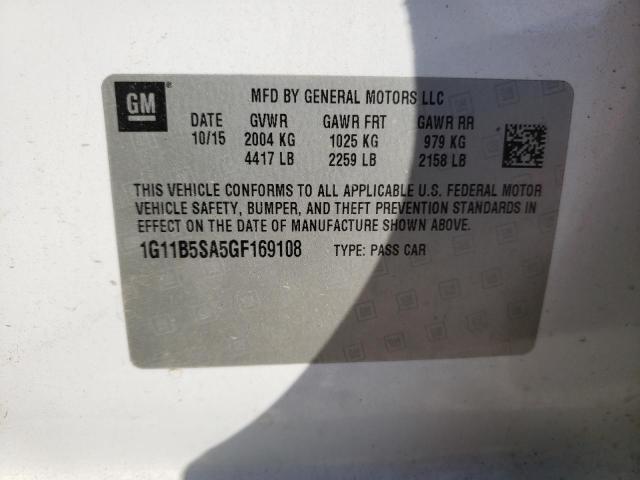 GM
MFD BY GENERAL MOTORS LLC
DATE GVWR GAWR FRT GAWR RR
10/15 2004 KG 1025 KG 979 KG
4417 LB 2259 LB 2158 LB
THIS VEHICLE CONFORMS TO ALL APPLICABLE U.S. FEDERAL MOTOR
VEHICLE SAFETY, BUMPER, AND THEFT PREVENTION STANDARDS IN
EFFECT ON THE DATE OF MANUFACTURE SHOWN ABOVE.
1G11B5SA5GF169108 TYPE: PASS CAR